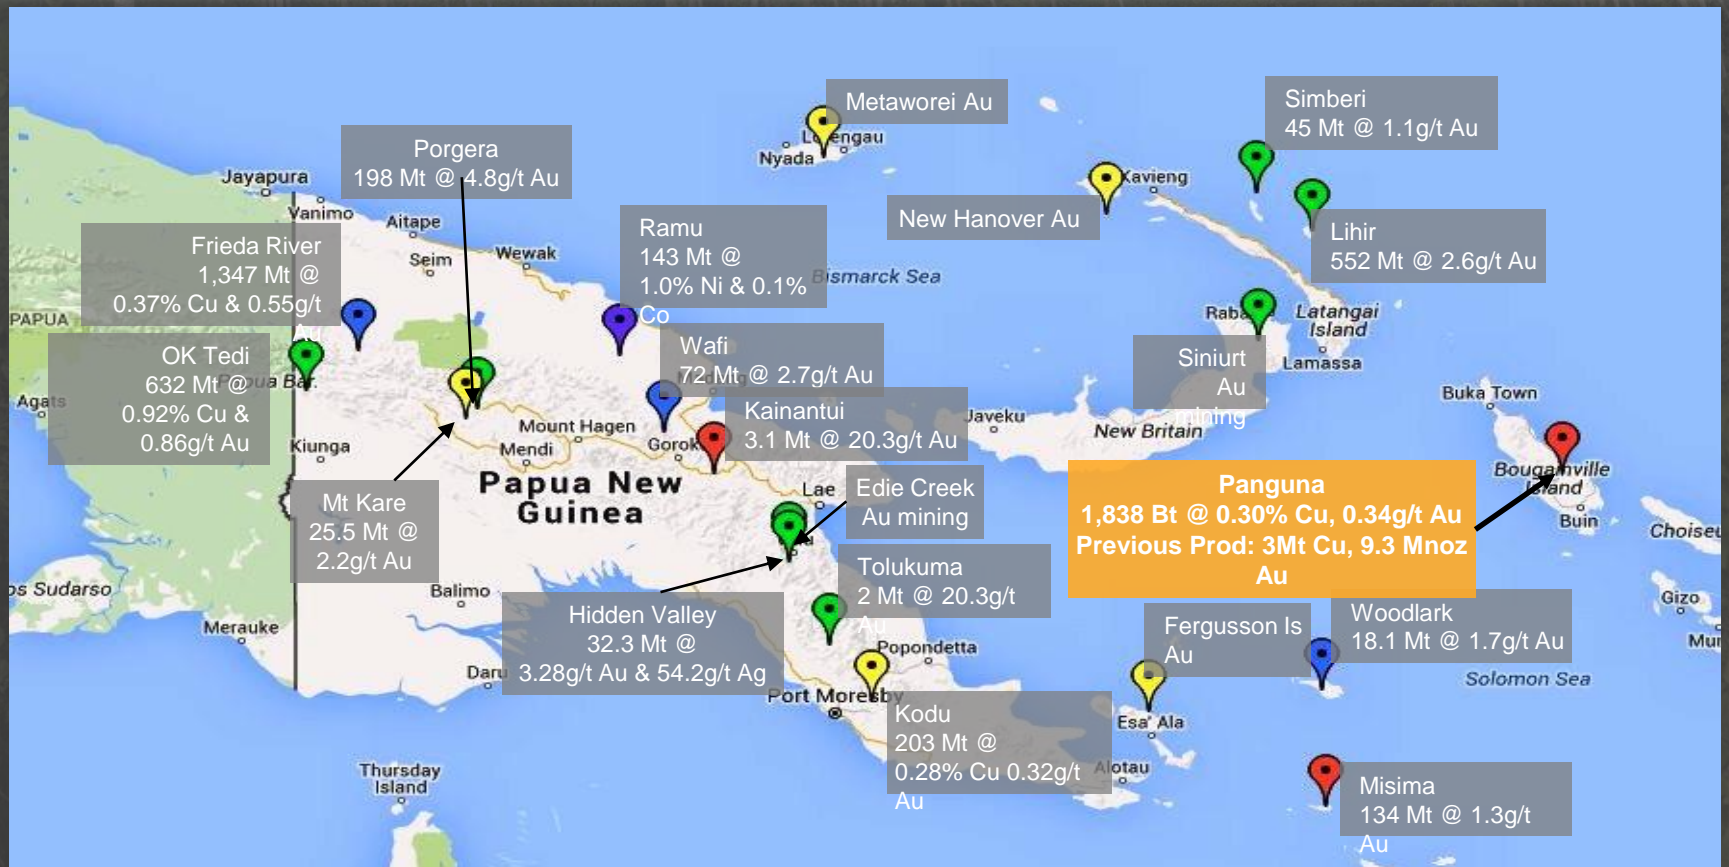 Metaworei Au
Simberi
45 Mt @ 1.1g/t Au
Porgera
198 Mt @ 4.8g/t Au
Nyada
Jayapura
Kavieng
Vanimo
Aitape
New Hanover Au
Ramu
143 Mt @
1.0% Ni & 0.1%
Co
Lihir
552 Mt @ 2.6g/t Au
Frieda River
1,347 Mt @
0.37% Cu & 0.55g/t
Au
Seim
Wewak
Bismarck Sea
PAPUA
Latangai
Island
Lamassa
OK Tedi
632 Mt @
0.92% Cu &
0.86g/t Au
Wafi
72 Mt @ 2.7g/t Au
Siniurt
Au
mining
Agats
Kainantui
3.1 Mt @ 20.3g/t Au
Buka Town
Javeku
New Britain
Mount Hagen
Mendi
Kiunga
Papua New
Guinea
Lae
Edie Creek
Au mining
Bougainville
Island
Buin
Panguna
1,838 Bt @ 0.30% Cu, 0.34g/t Au
Previous Prod: 3Mt Cu, 9.3 Mnoz
Au
Mt Kare
25.5 Mt @
2.2g/t Au
Tolukuma
2 Mt @ 20.3g/t
Au
Balimo
os Sudarso
Merauke
Daru
Hidden Valley
32.3 Mt @
3.28g/t Au & 54.2g/t Ag
Popondetta
Port Moresby
Fergusson Is
Au
Woodlark
18.1 Mt @ 1.7g/t Au
Gizo
Solomon Sea
Kodu
203 Mt @
0.28% Cu 0.32g/t
Au
Esa' Ala
Alotau
Thursday
Island
Misima
134 Mt @ 1.3g/t
Au